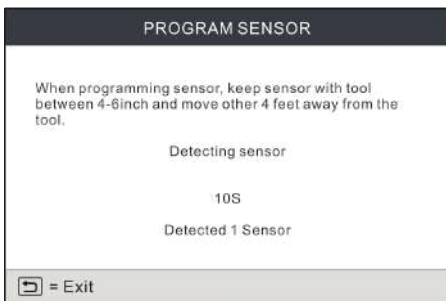 PROGRAM SENSOR
When programming sensor, keep sensor with tool
between 4-6inch and move other 4 feet away from the
tool.
Detecting sensor
10S
Detected 1 Sensor
= Exit